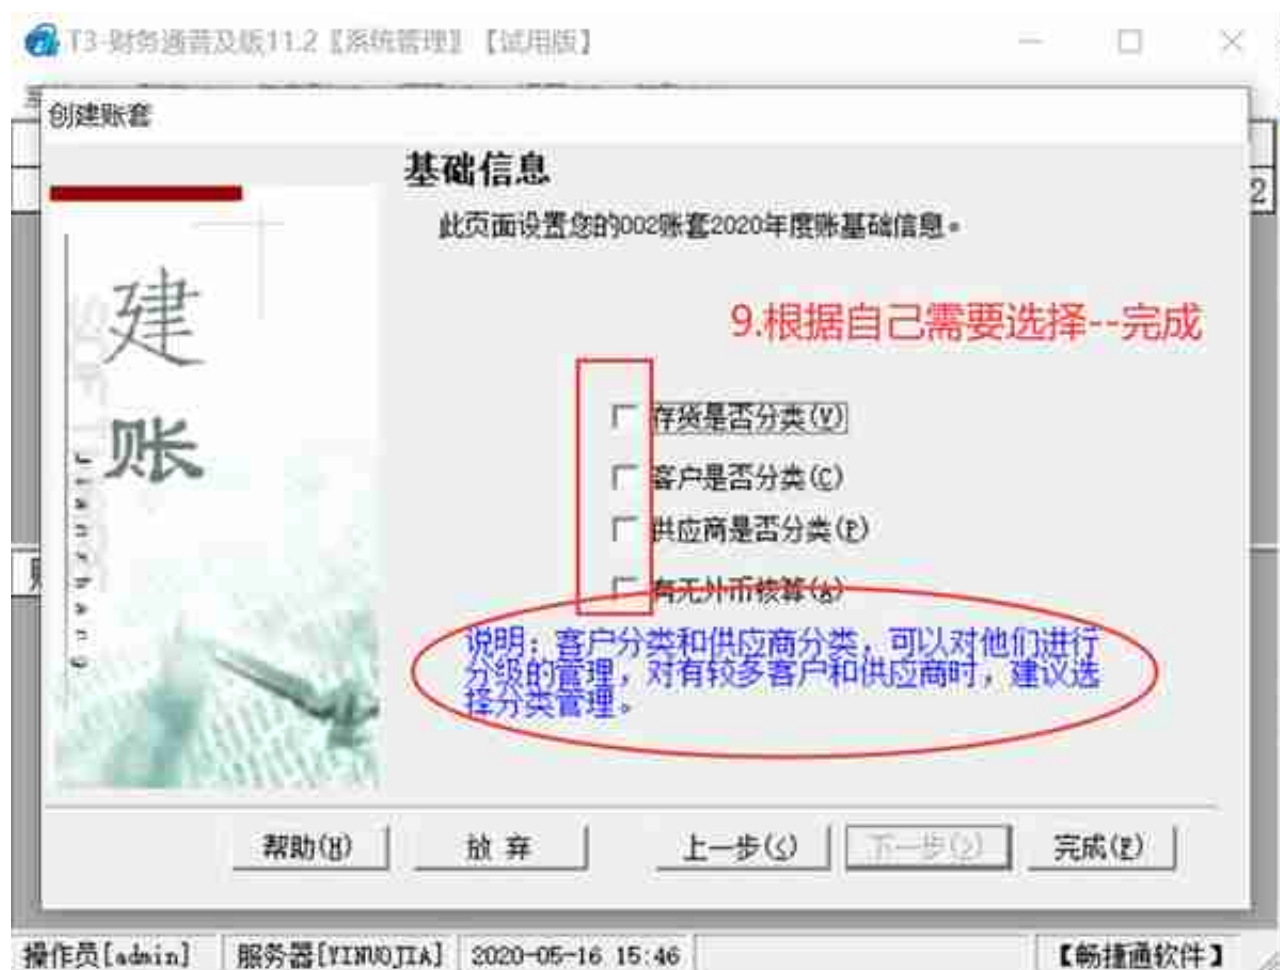 T3-财务通普及版11.2〖系统管理〗【试用版】
创建账套
基础信息
此页面设置您的002账套2020年度账基础信息。
9.根据自己需要选择--完成
建账
Jianzhang
存货是否分类(V)
客户是否分类(C)
供应商是否分类(P)
有无外币核算(A)
说明：客户分类和供应商分类，可以对他们进行
分级的管理，对有较多客户和供应商时，建议选
择分类管理。
帮助(H) 放 弃 上一步(<) 下一步(>) 完成(F)
操作员[admin] 服务器[YINUOJIA] 2020-05-16 15:46 【畅捷通软件】
2